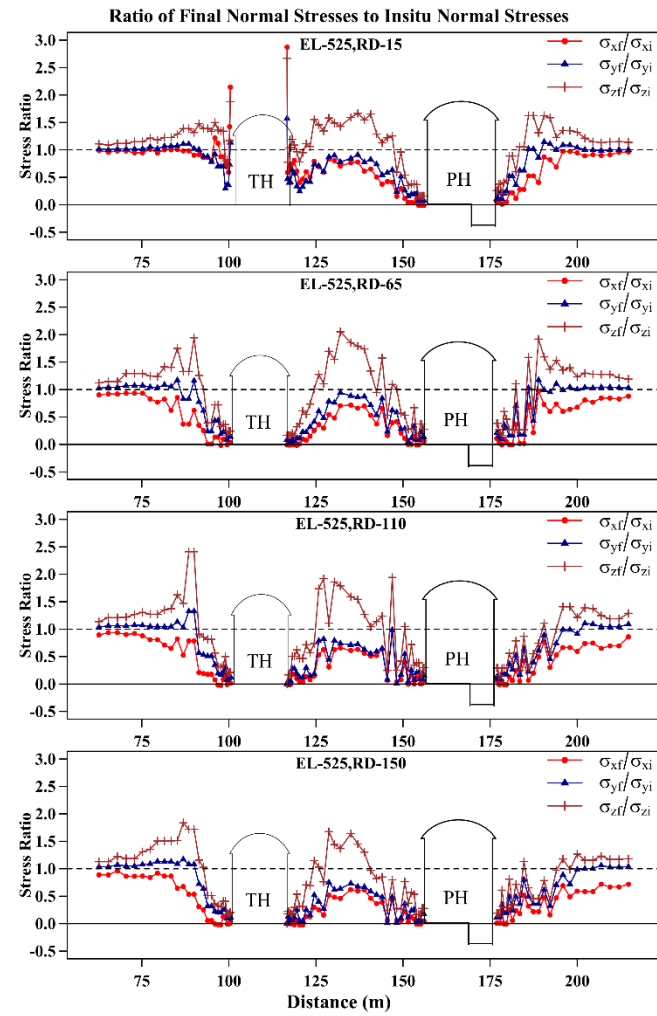 Ratio of Final Normal Stresses to Insitu Normal Stresses
EL-525,RD-15
σxf/σxi
σyf/σyi
σzf/σzi
Stress Ratio
3.0
2.5
2.0
1.5
1.0
0.5
0.0
-0.5
TH
PH
75 100 125 150 175 200
EL-525,RD-65
σxf/σxi
σyf/σyi
σzf/σzi
Stress Ratio
3.0
2.5
2.0
1.5
1.0
0.5
0.0
-0.5
TH
PH
75 100 125 150 175 200
EL-525,RD-110
σxf/σxi
σyf/σyi
σzf/σzi
Stress Ratio
3.0
2.5
2.0
1.5
1.0
0.5
0.0
-0.5
TH
PH
75 100 125 150 175 200
EL-525,RD-150
σxf/σxi
σyf/σyi
σzf/σzi
Stress Ratio
3.0
2.5
2.0
1.5
1.0
0.5
0.0
-0.5
TH
PH
75 100 125 150 175 200
Distance (m)